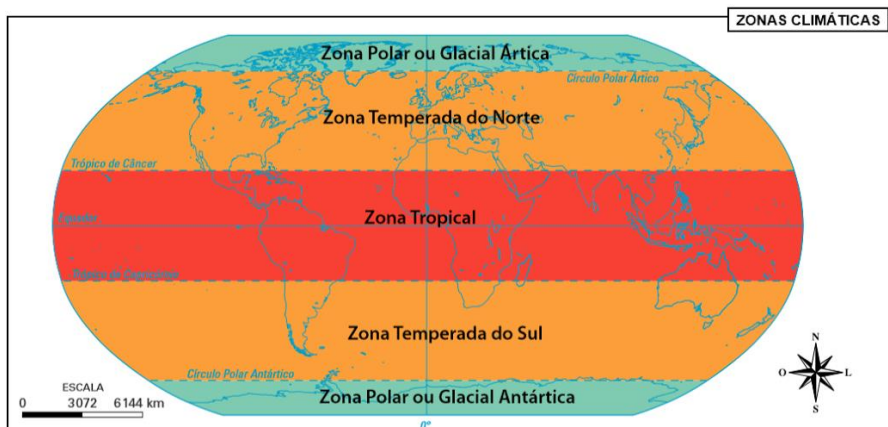 ZONAS CLIMÁTICAS
Zona Polar ou Glacial Ártica
Círculo Polar Ártico
Zona Temperada do Norte
Trópico de Câncer
Zona Tropical
Equador
Trópico de Capricórnio
Zona Temperada do Sul
Círculo Polar Antártico
Zona Polar ou Glacial Antártica
N
O L
S
ESCALA
0 3072 6144 km
0°